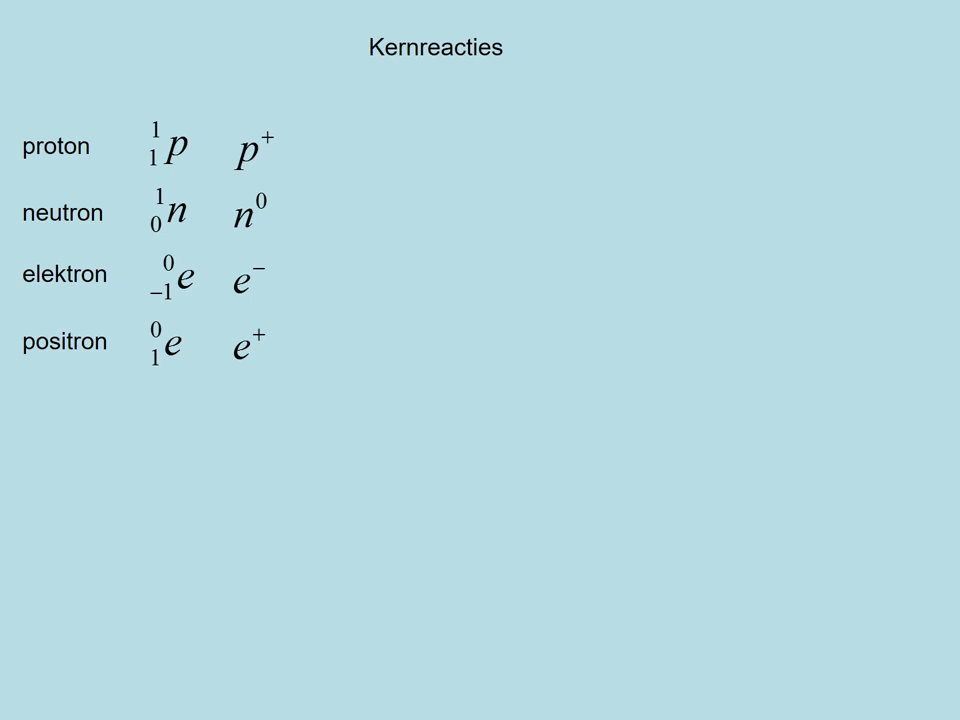 Kernreacties
proton ¹₁p p⁺
neutron ¹₀n n⁰
elektron ⁰₋₁e e⁻
positron ⁰₁e e⁺